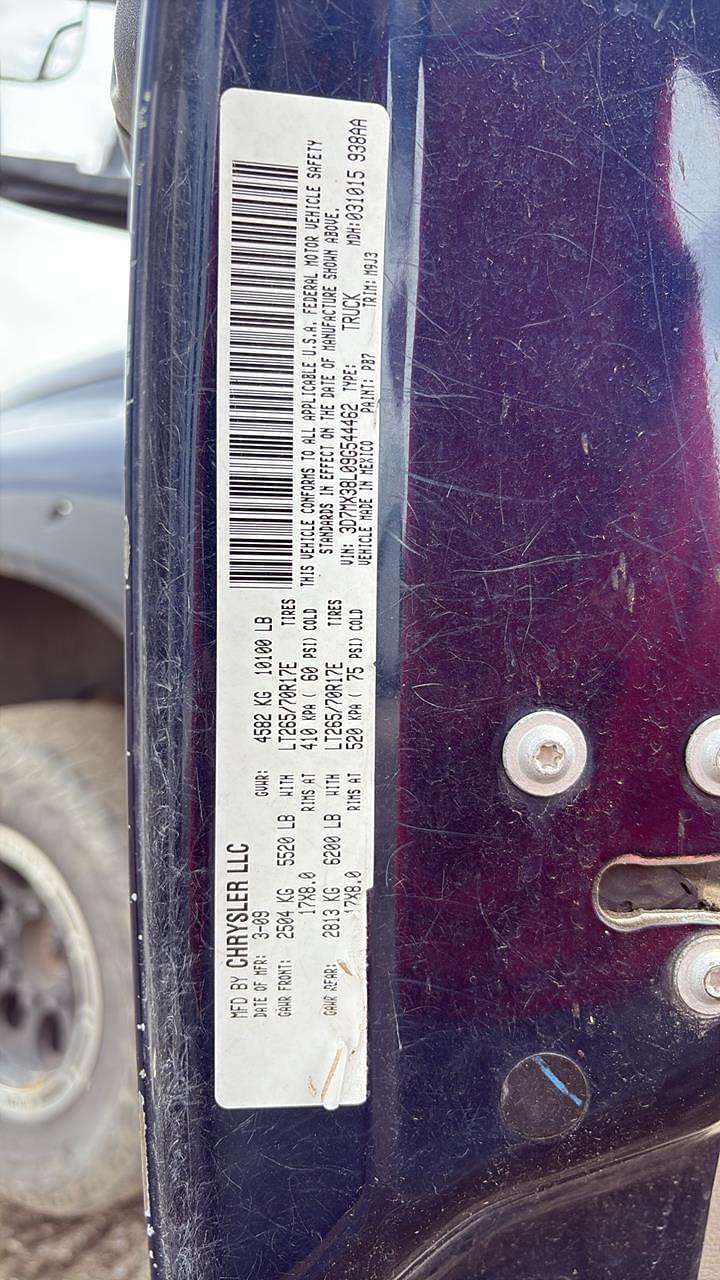 MFD BY CHRYSLER LLC
DATE OF MFR: 3-09 GVWR: 4582 KG 10100 LB
GAWR FRONT: 2504 KG 5520 LB WITH LT265/70R17E TIRES
17X8.0 RIMS AT 410 KPA ( 60 PSI) COLD
GAWR REAR: 2813 KG 6200 LB WITH LT265/70R17E TIRES
17X8.0 RIMS AT 520 KPA ( 75 PSI) COLD
THIS VEHICLE CONFORMS TO ALL APPLICABLE U.S.A. FEDERAL MOTOR VEHICLE SAFETY
STANDARDS IN EFFECT ON THE DATE OF MANUFACTURE SHOWN ABOVE.
VIN: 3D7MX38L09G544462 TYPE: TRUCK MDH:031015 938AA
VEHICLE MADE IN MEXICO PAINT: PB7 TRIM: M9J3